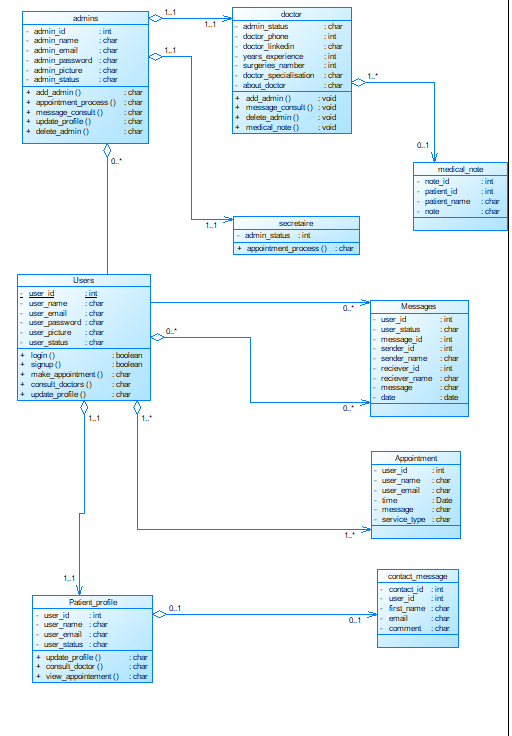 admins
- admin_id : int
- admin_name : char
- admin_email : char
- admin_password : char
- admin_picture : char
- admin_status : char
+ add_admin () : char
+ appointment_process () : char
+ message_consult () : char
+ update_profile () : char
+ delete_admin () : char
1..1
1..1
1..1
0..*
doctor
- admin_status : char
- doctor_phone : int
- doctor_linkedin : char
- years_experience : int
- surgeries_namber : int
- doctor_specialisation : char
- about_doctor : char
+ add_admin () : void
+ message_consult () : void
+ delete_admin () : void
+ medical_note () : void
1..*
0..1
medical_note
- note_id : int
- patient_id : int
- patient_name : char
- note : char
1..1
secretaire
- admin_status : int
+ appointment_process () : char
Users
- user_id : int
- user_name : char
- user_email : char
- user_password : char
- user_picture : char
- user_status : char
+ login () : boolean
+ signup () : boolean
+ make_appointment () : char
+ consult_doctors () : char
+ update_profile () : char
0..*
0..*
0..*
1..1
1..*
Messages
- user_id : int
- user_status : char
- message_id : int
- sender_id : int
- sender_name : char
- reciever_id : int
- reciever_name : char
- message : char
- date : date
Appointment
- user_id : int
- user_name : char
- user_email : char
- time : Date
- message : char
- service_type : char
1..*
1..1
Patient_profile
- user_id : int
- user_name : char
- user_email : char
- user_status : char
+ update_profile () : char
+ consult_doctor () : char
+ view_appointement () : char
0..1
0..1
contact_message
- contact_id : int
- user_id : int
- first_name : char
- email : char
- comment : char